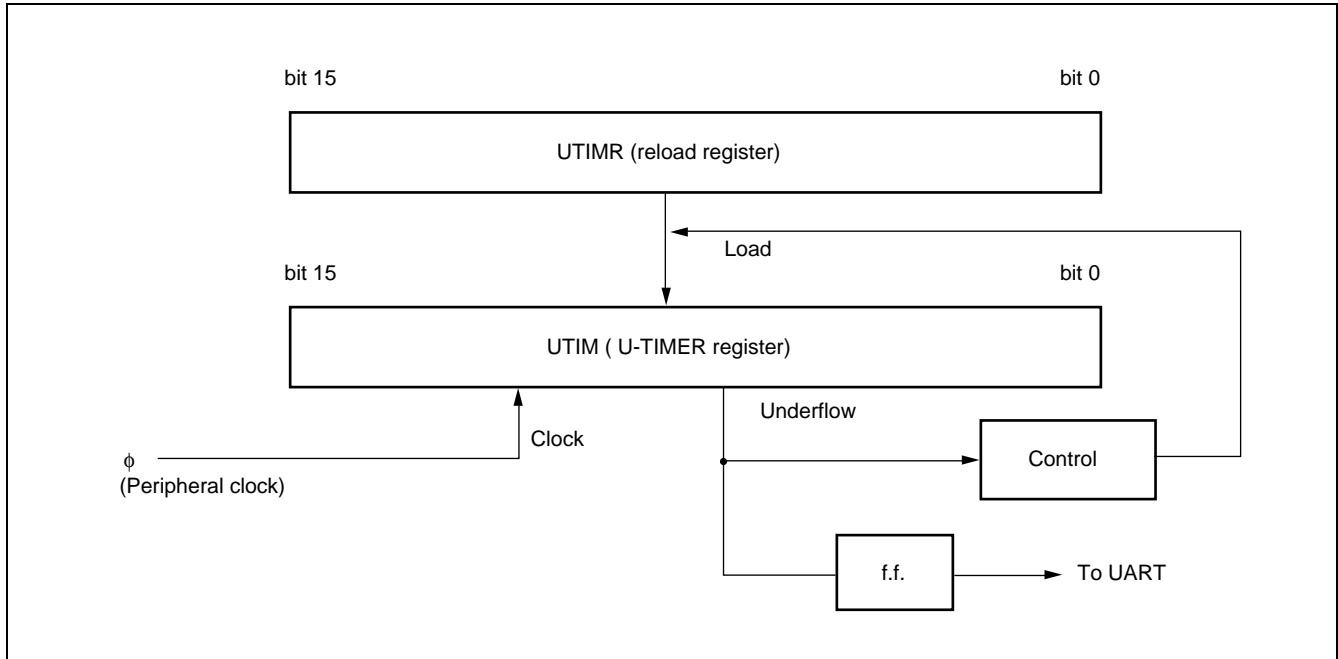 bit 15 bit 0
UTIMR (reload register)
Load
bit 15 bit 0
UTIM ( U-TIMER register)
Underflow
Clock
Control
φ
(Peripheral clock)
f.f.
To UART